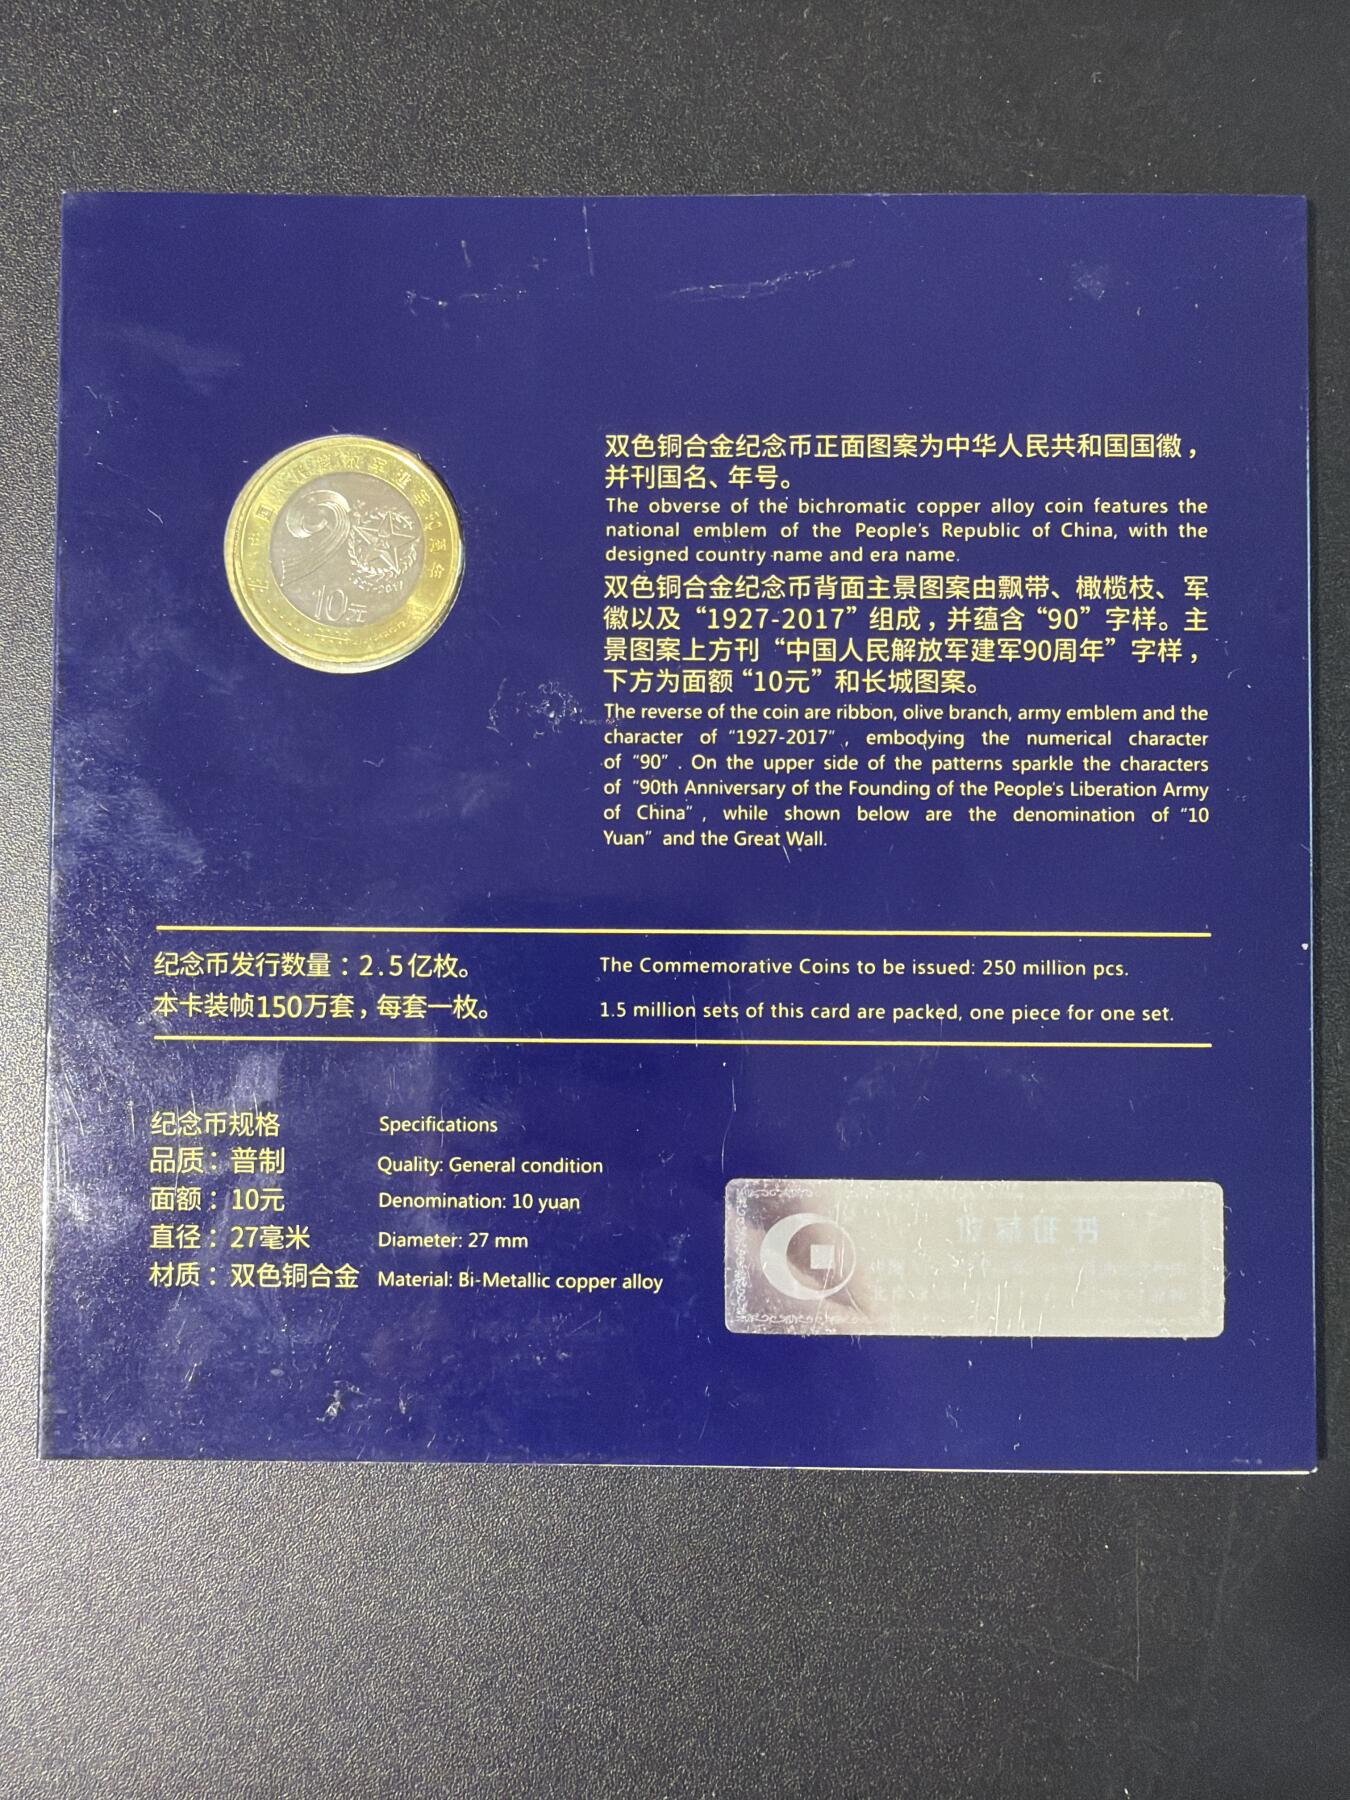 10元
双色铜合金纪念币正面图案为中华人民共和国国徽，
并刊国名、年号。
The obverse of the bichromatic copper alloy coin features the
national emblem of the People's Republic of China, with the
designed country name and era name.
双色铜合金纪念币背面主景图案由飘带、橄榄枝、军
徽以及“1927-2017”组成，并蕴含“90”字样。主
景图案上方刊“中国人民解放军建军90周年”字样，
下方为面额“10元”和长城图案。
The reverse of the coin are ribbon, olive branch, army emblem and the
character of “1927-2017”, embodying the numerical character
of “90”. On the upper side of the patterns sparkle the characters
of “90th Anniversary of the Founding of the People's Liberation Army
of China”, while shown below are the denomination of “10
Yuan” and the Great Wall.
纪念币发行数量：2.5亿枚。
The Commemorative Coins to be issued: 250 million pcs.
本卡装帧150万套，每套一枚。
1.5 million sets of this card are packed, one piece for one set.
纪念币规格
Specifications
品质：普制
Quality: General condition
面额：10元
Denomination: 10 yuan
直径：27毫米
Diameter: 27 mm
材质：双色铜合金
Material: Bi-Metallic copper alloy